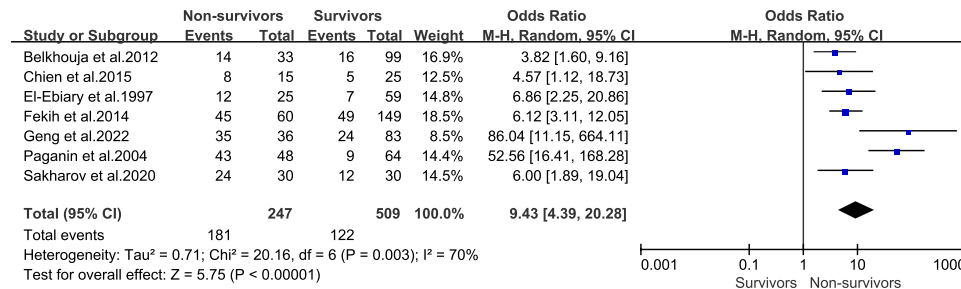 Non-survivors Survivors Odds Ratio Odds Ratio
Study or Subgroup Events Total Events Total Weight M-H, Random, 95% CI M-H, Random, 95% CI
Belkhouja et al.2012 14 33 16 99 16.9% 3.82 [1.60, 9.16]
Chien et al.2015 8 15 5 25 12.5% 4.57 [1.12, 18.73]
El-Ebiary et al.1997 12 25 7 59 14.8% 6.86 [2.25, 20.86]
Fekih et al.2014 45 60 49 149 18.5% 6.12 [3.11, 12.05]
Geng et al.2022 35 36 24 83 8.5% 86.04 [11.15, 664.11]
Paganin et al.2004 43 48 9 64 14.4% 52.56 [16.41, 168.28]
Sakharov et al.2020 24 30 12 30 14.5% 6.00 [1.89, 19.04]
Total (95% CI) 247 509 100.0% 9.43 [4.39, 20.28]
Total events 181 122
Heterogeneity: Tau² = 0.71; Chi² = 20.16, df = 6 (P = 0.003); I² = 70%
Test for overall effect: Z = 5.75 (P < 0.00001)
0.001 0.1 1 10 1000
Survivors Non-survivors